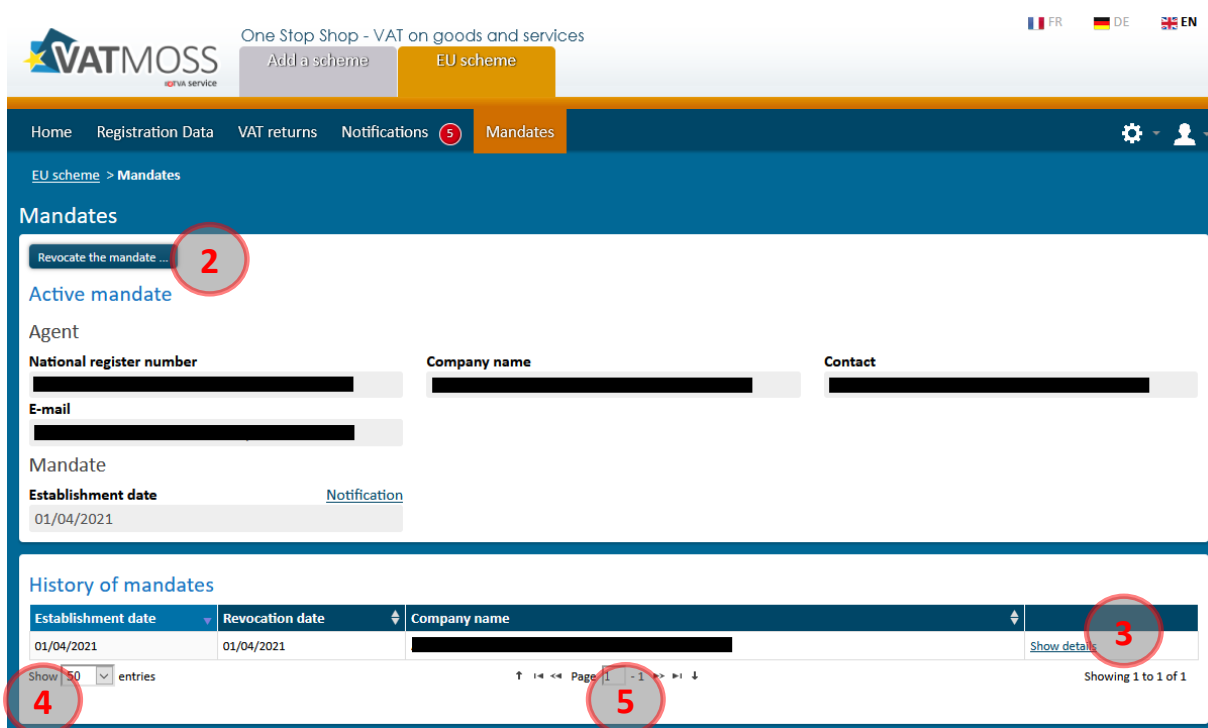 FR DE EN
One Stop Shop - VAT on goods and services
VATMOSS
eTVA service
Add a scheme EU scheme
Home Registration Data VAT returns Notifications 5 Mandates
EU scheme > Mandates
Mandates
Revocate the mandate ... 2
Active mandate
Agent
National register number Company name Contact
E-mail
Mandate
Establishment date Notification
01/04/2021
History of mandates
Establishment date Revocation date Company name
01/04/2021 01/04/2021 Show details 3
Show 50 entries Page 1 - 1 Showing 1 to 1 of 1
4 5